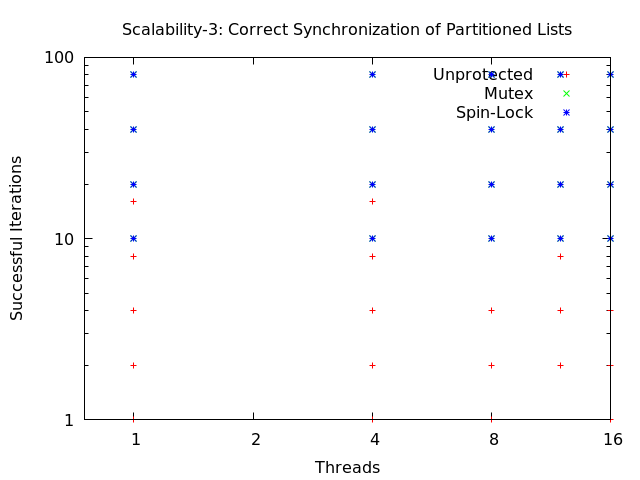 Scalability-3: Correct Synchronization of Partitioned Lists
100
Unprotected
Mutex
Spin-Lock
10
Successful Iterations
1
1 2 4 8 16
Threads